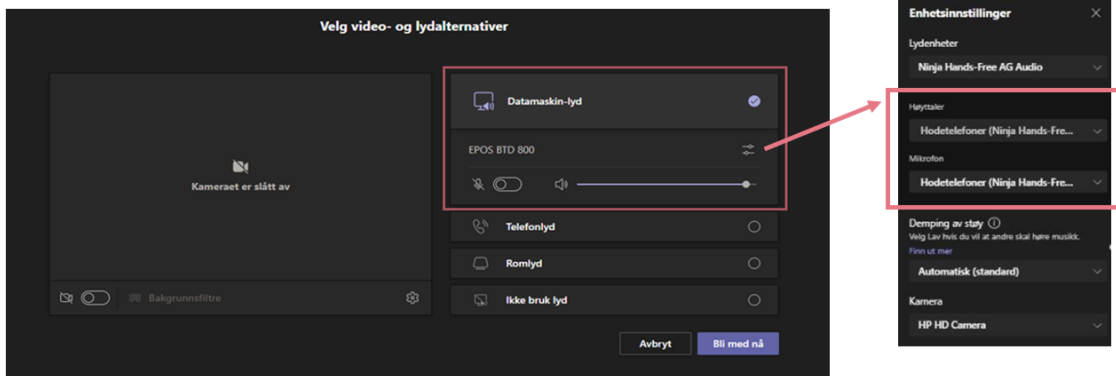 Velg video- og lydalternativer
Datamaskin-lyd
EPOS BTD 800
Kameraet er slått av
Telefonlyd
Romlyd
Ikke bruk lyd
Bakgrunnsfiltre
Avbryt
Bli med nå
Enhetsinnstillinger
Lydenheter
Ninja Hands-Free AG Audio
Høyttaler
Hodetelefoner (Ninja Hands-Fre...
Mikrofon
Hodetelefoner (Ninja Hands-Fre...
Demping av støy
Velg Lav hvis du vil at andre skal høre musikk.
Finn ut mer
Automatisk (standard)
Kamera
HP HD Camera